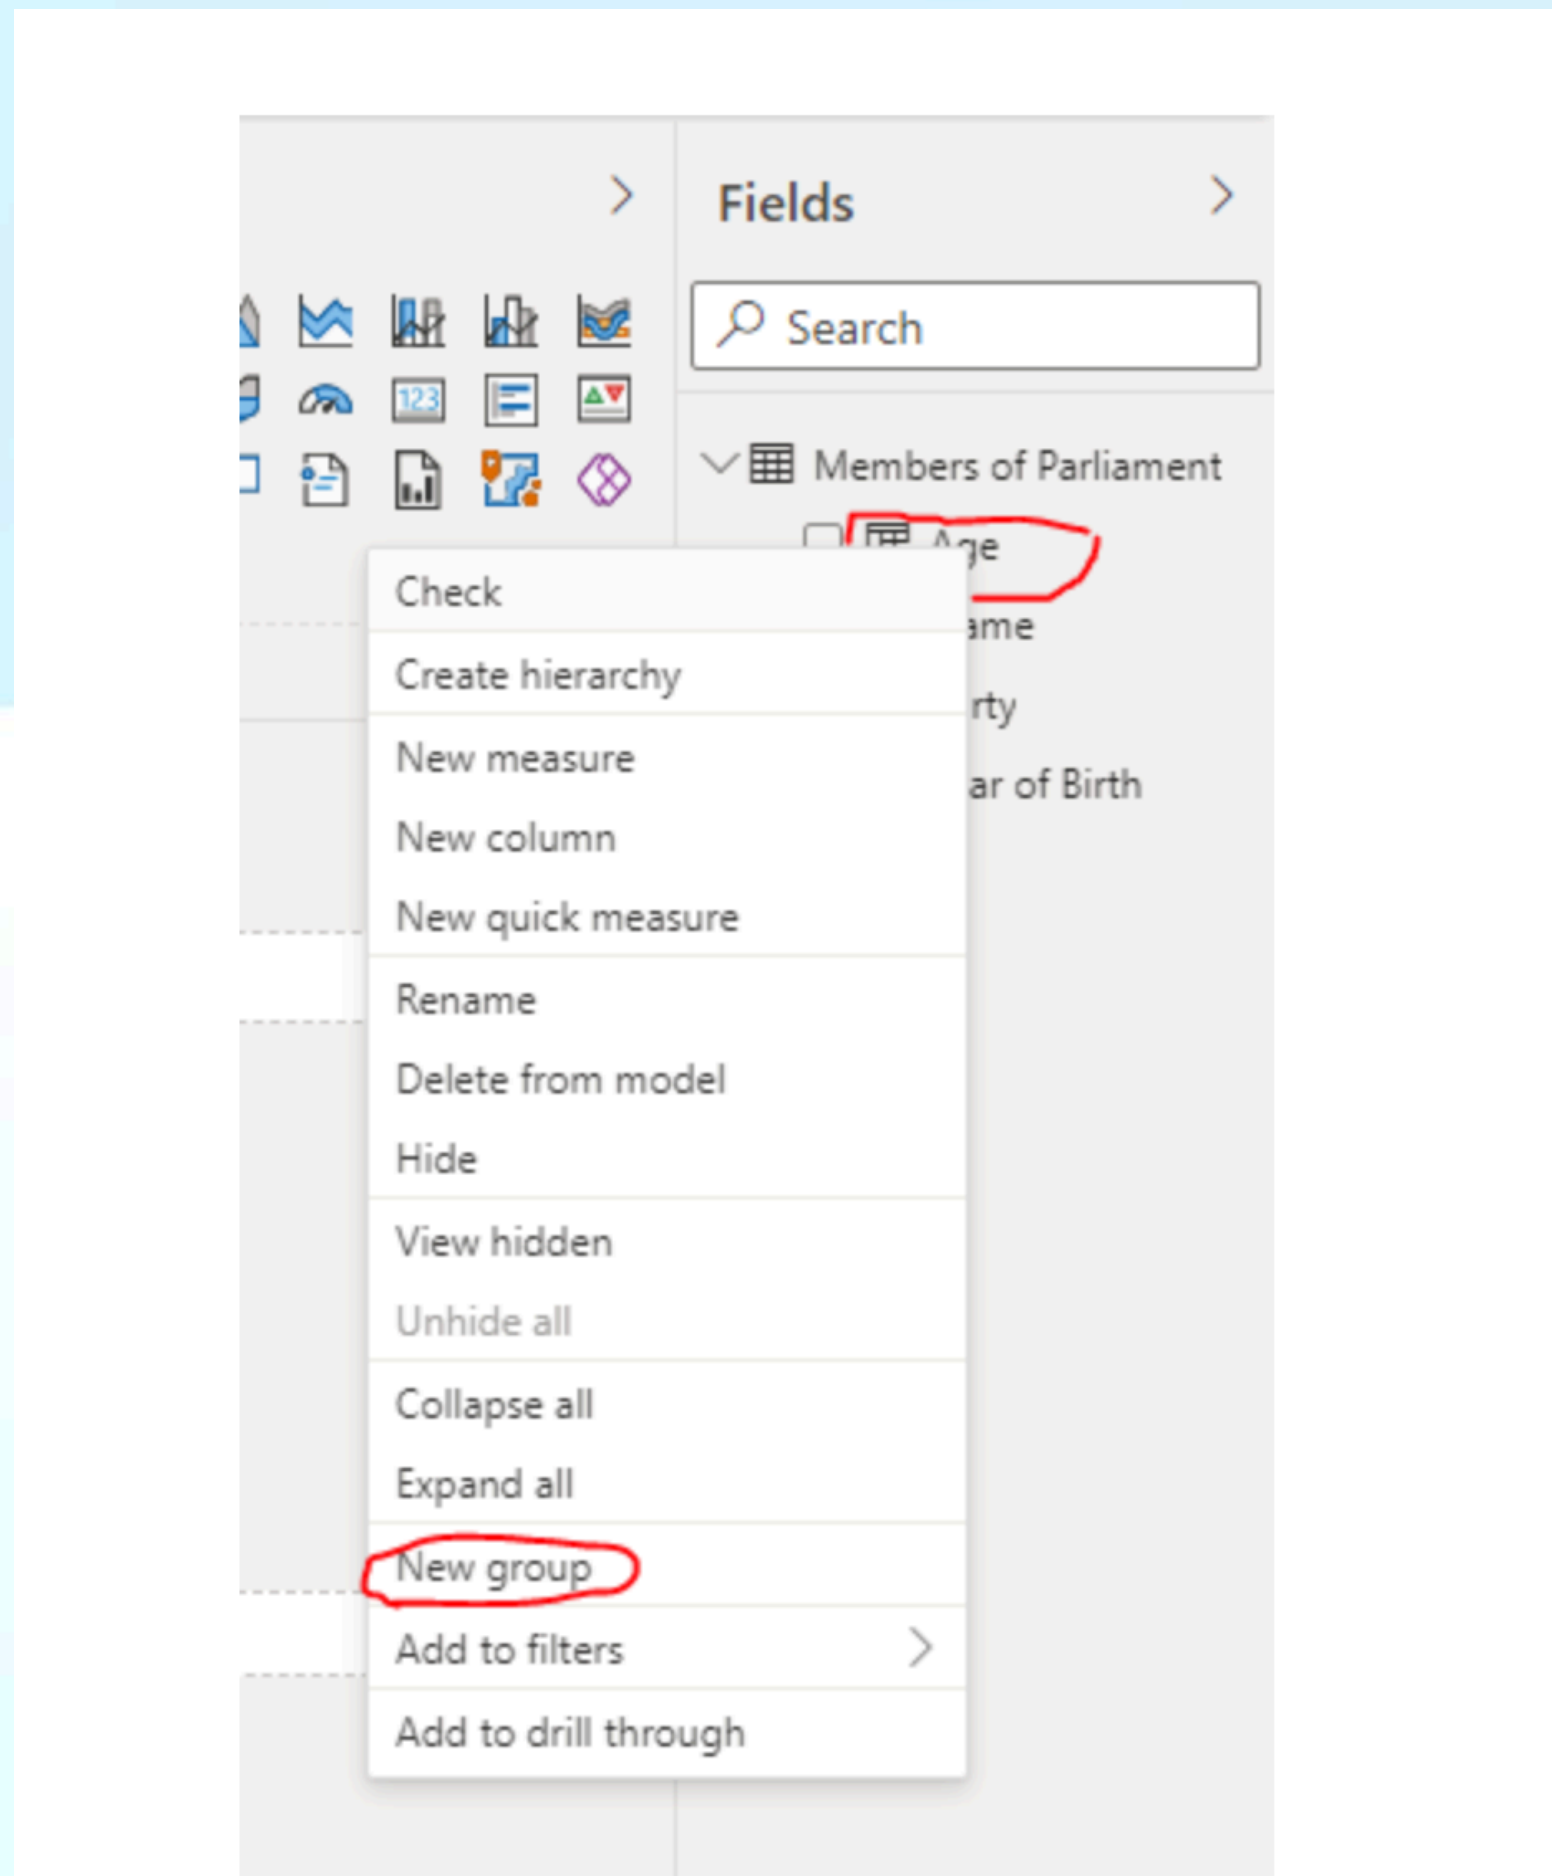 Fields
Search
123
Members of Parliament
Age
ame
rty
ar of Birth
Check
Create hierarchy
New measure
New column
New quick measure
Rename
Delete from model
Hide
View hidden
Unhide all
Collapse all
Expand all
New group
Add to filters
Add to drill through